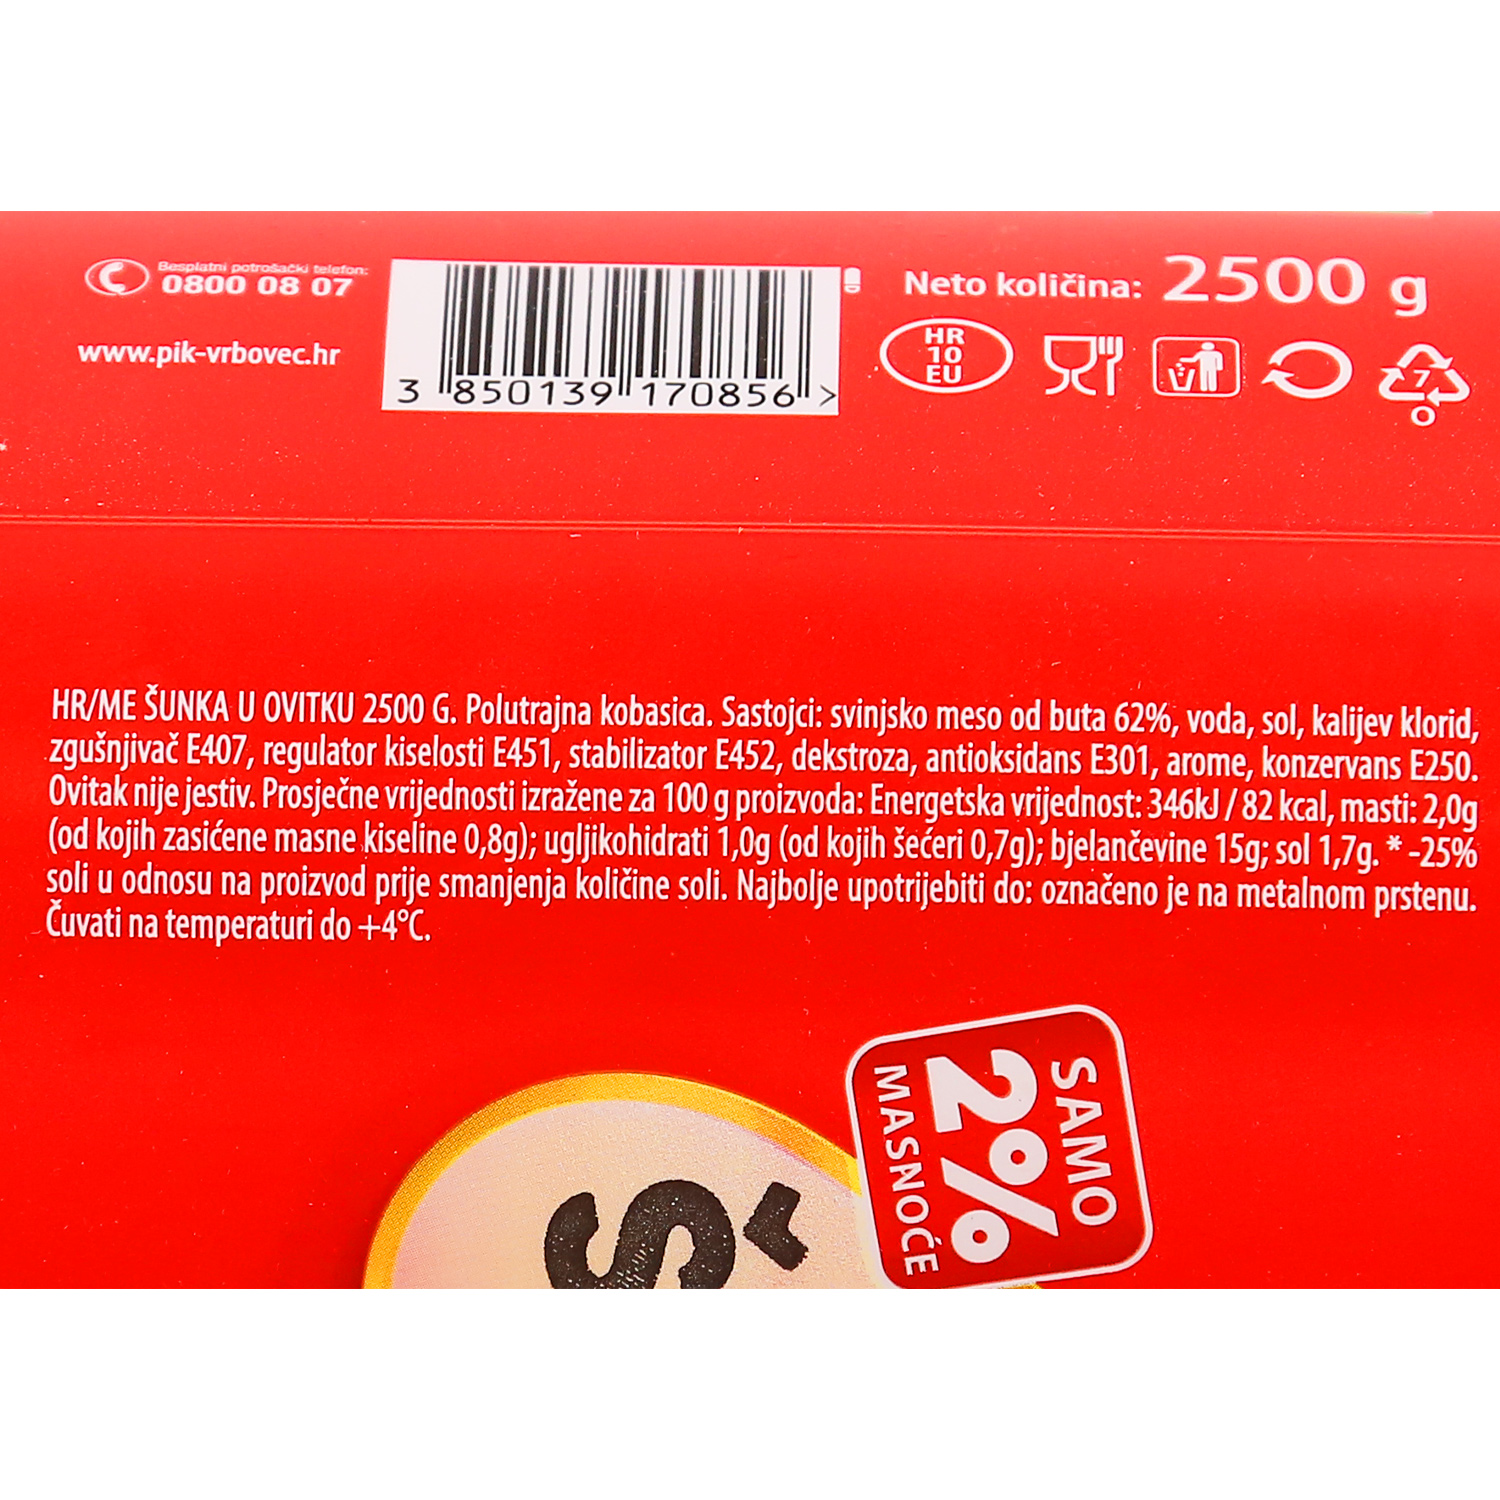 Besplatni potrošački telefon:
0800 08 07
www.pik-vrbovec.hr
3 850139 170856 >
Neto količina: 2500 g
HR
10
EU
7
O
HR/ME ŠUNKA U OVITKU 2500 G. Polutrajna kobasica. Sastojci: svinjsko meso od buta 62%, voda, sol, kalijev klorid,
zgušnjivač E407, regulator kiselosti E451, stabilizator E452, dekstroza, antioksidans E301, arome, konzervans E250.
Ovitak nije jestiv. Prosječne vrijednosti izražene za 100 g proizvoda: Energetska vrijednost: 346kJ / 82 kcal, masti: 2,0g
(od kojih zasićene masne kiseline 0,8g); ugljikohidrati 1,0g (od kojih šećeri 0,7g); bjelančevine 15g; sol 1,7g. * -25%
soli u odnosu na proizvod prije smanjenja količine soli. Najbolje upotrijebiti do: označeno je na metalnom prstenu.
Čuvati na temperaturi do +4°C.
SAMO
2%
MASNOĆE
Š